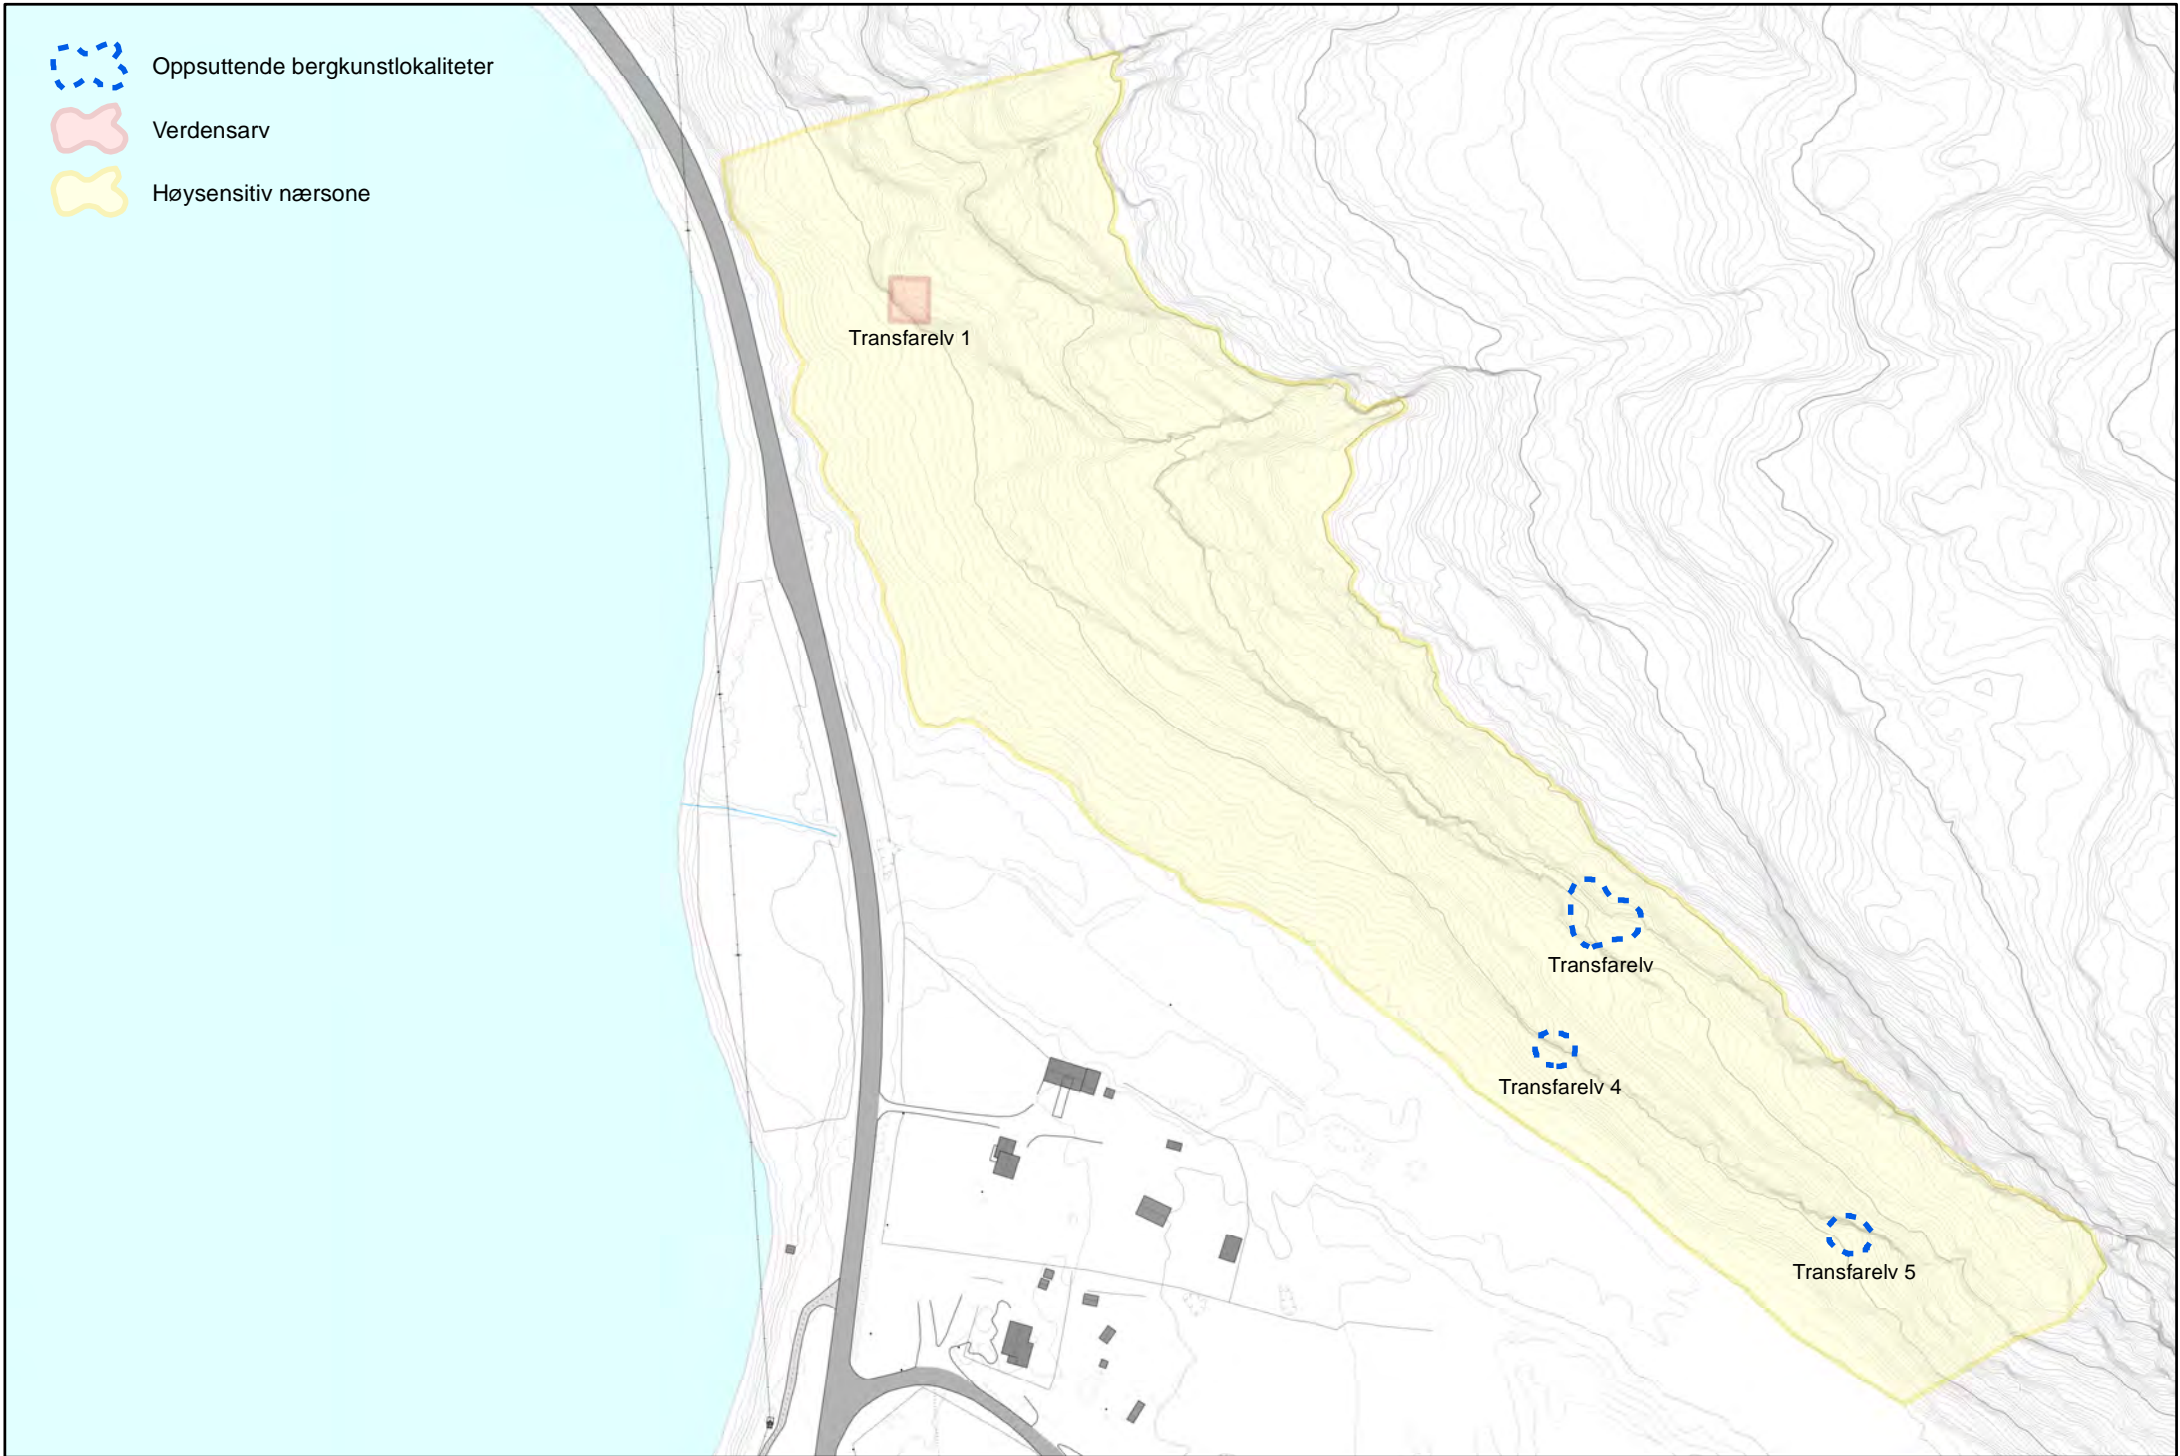 Oppsuttende bergkunstlokaliteter
Verdensarv
Høysensitiv nærsone
Transfarelv 1
Transfarelv
Transfarelv 4
Transfarelv 5